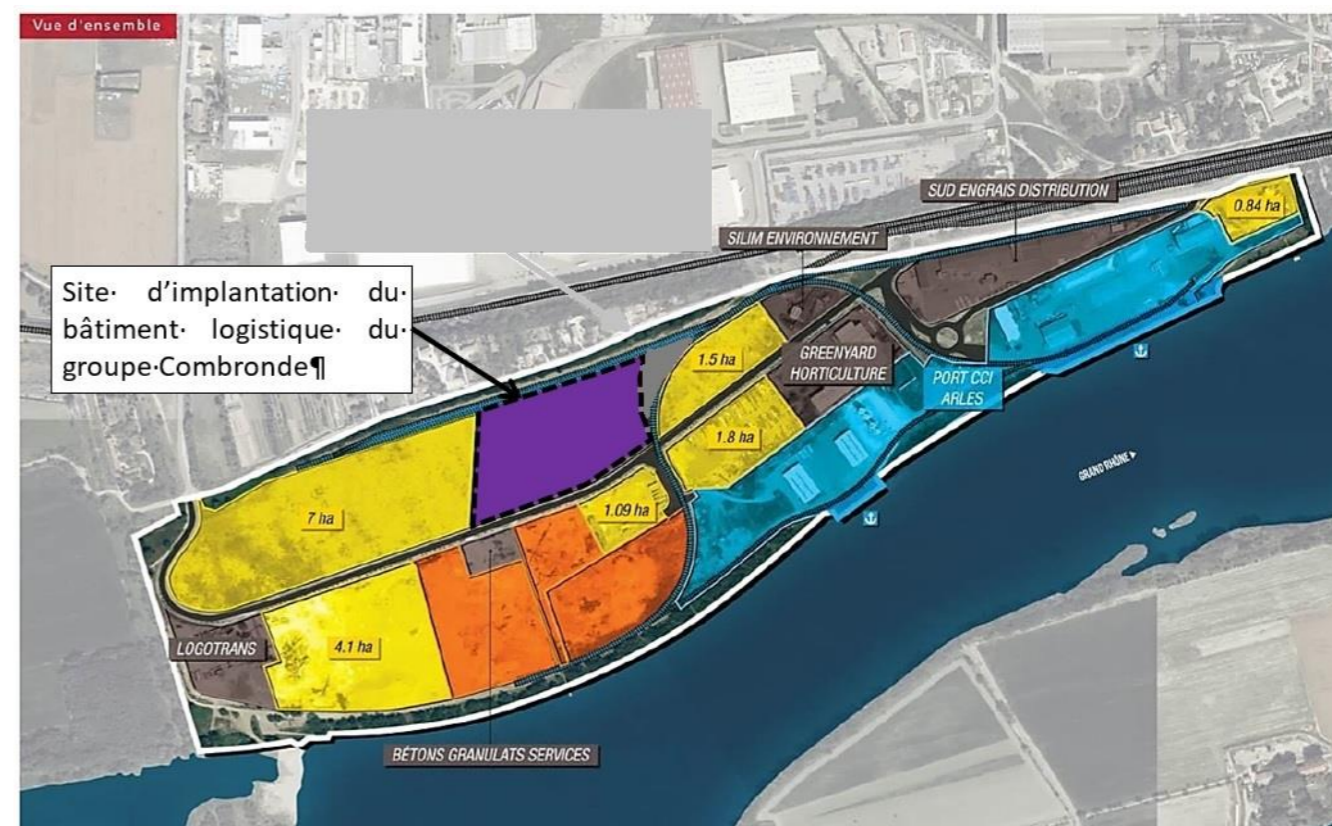 Vue d'ensemble
SUD ENGRAIS DISTRIBUTION
0.84 ha
SILIM ENVIRONNEMENT
Site· d'implantation· du·
bâtiment· logistique· du·
groupe·Combronde¶
1.5 ha
GREENYARD
HORTICULTURE
PORT CCI
ARLES
1.8 ha
GRAND RHÔNE
7 ha
1.09 ha
LOGOTRANS
4.1 ha
BÉTONS GRANULATS SERVICES